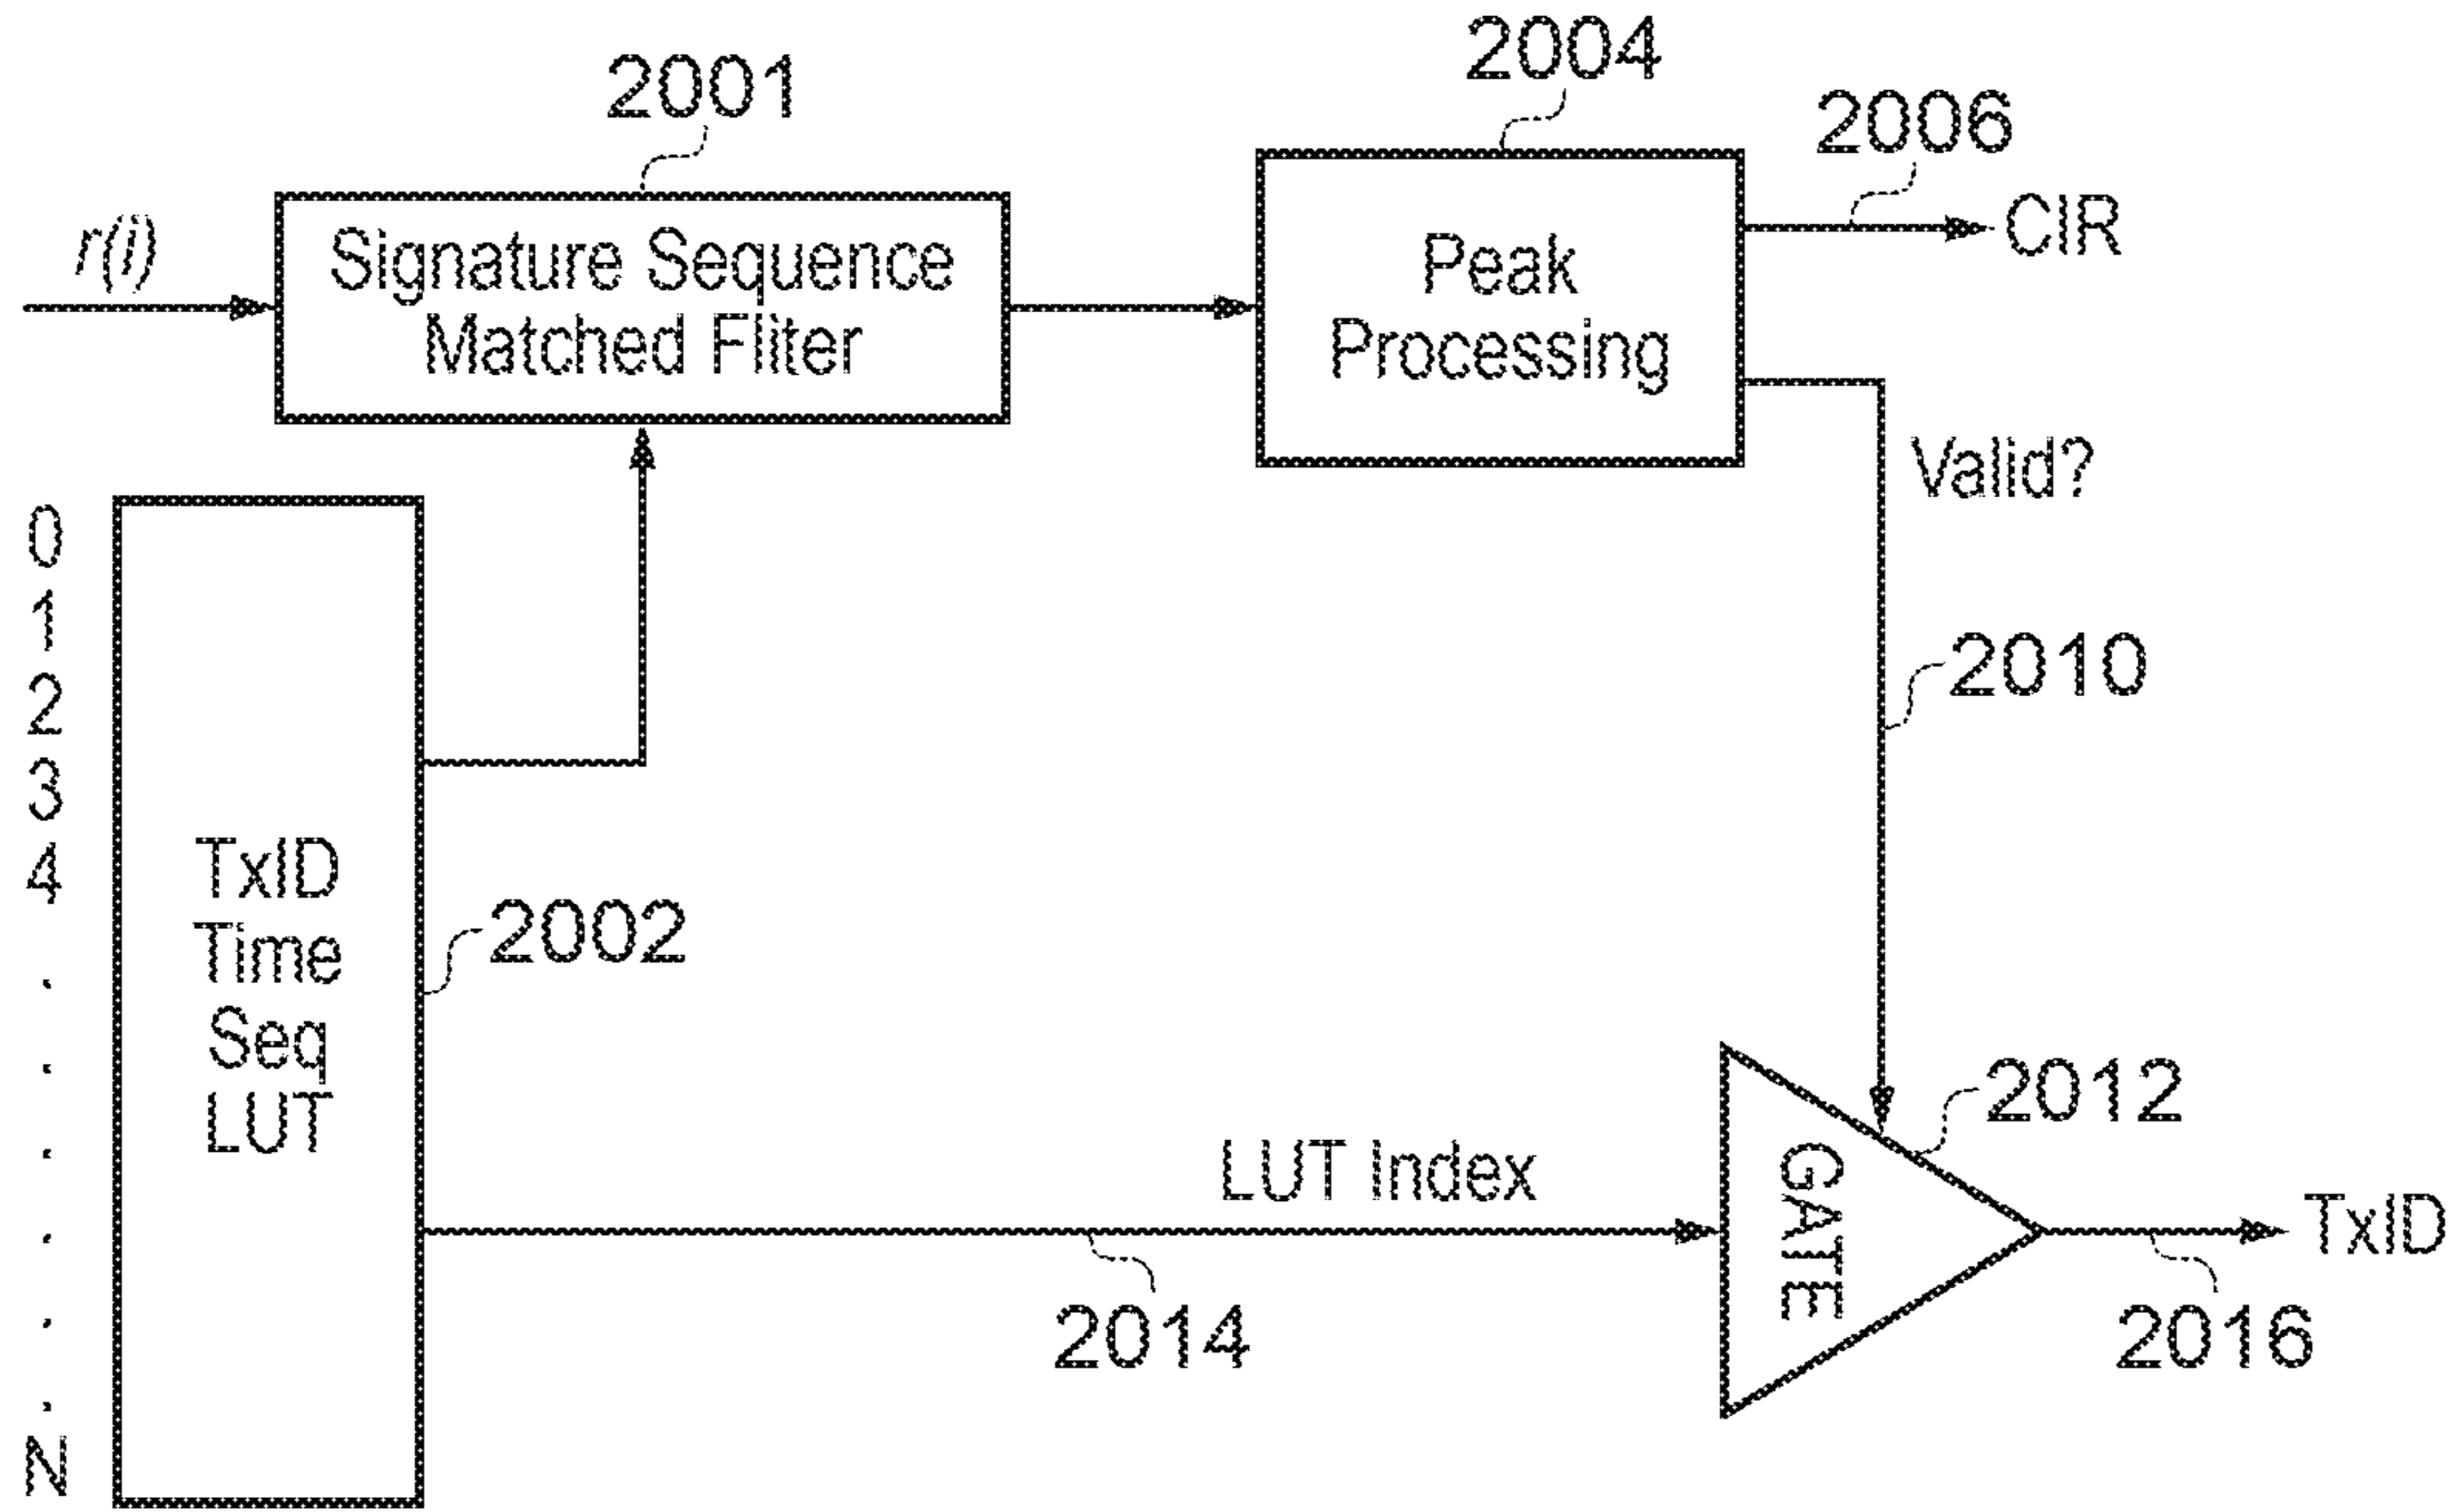 2001
2004
2006
r(i)
Signature Sequence
Matched Fliter
Peak
Processing
CIR
Valid?
0
1
2
3
4
.
.
.
.
.
.
N
2010
TxID
Time
Seq
LUT
2002
2012
LUT Index
GATE
TxID
2014
2016